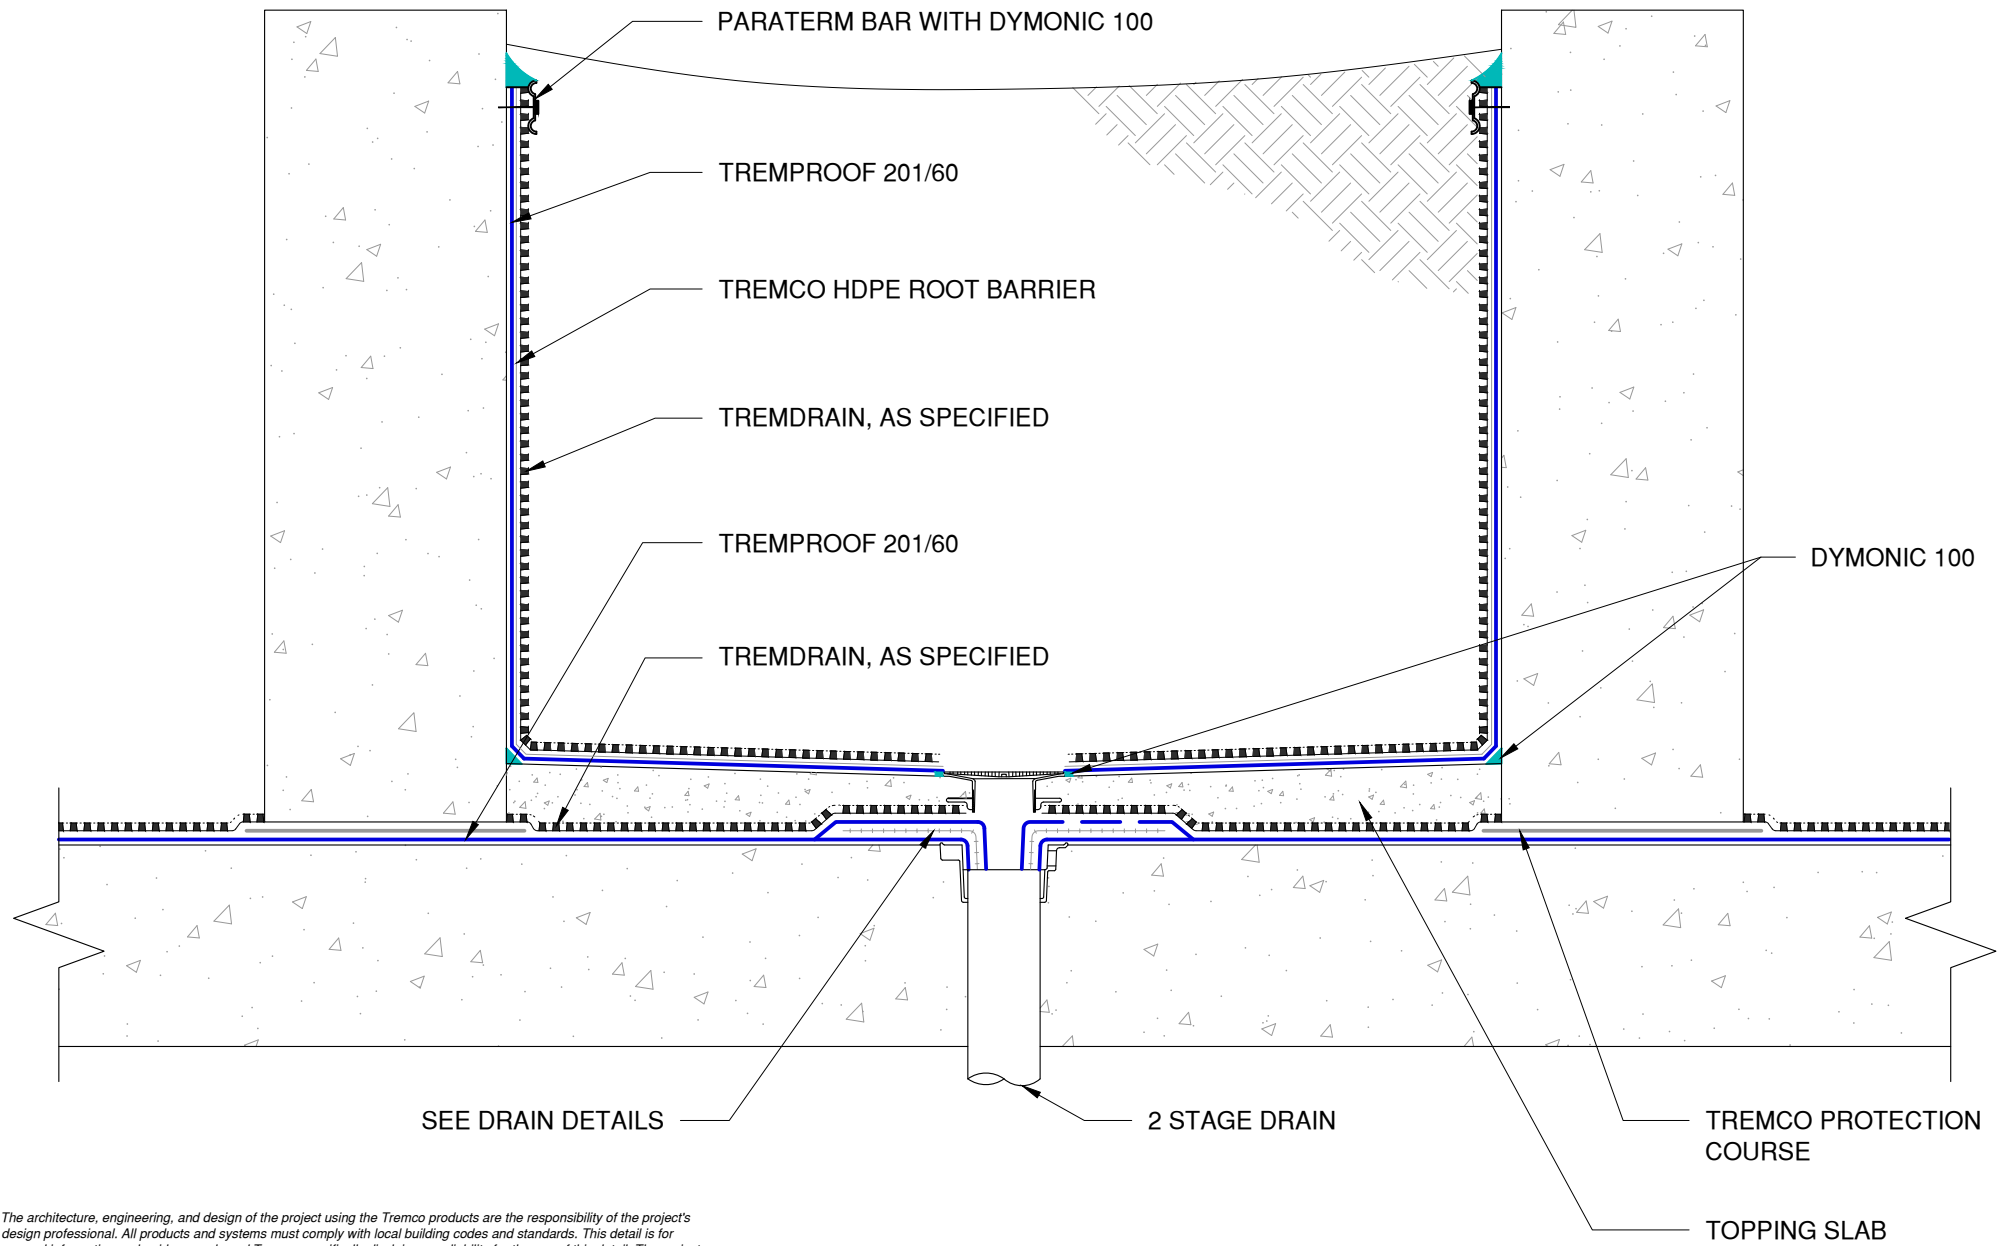 PARATERM BAR WITH DYMONIC 100
TREMPROOF 201/60
TREMCO HDPE ROOT BARRIER
TREMDRAIN, AS SPECIFIED
TREMPROOF 201/60
DYMONIC 100
TREMDRAIN, AS SPECIFIED
SEE DRAIN DETAILS
2 STAGE DRAIN
TREMCO PROTECTION
COURSE
TOPPING SLAB
The architecture, engineering, and design of the project using the Tremco products are the responsibility of the project's
design professional. All products and systems must comply with local building codes and standards. This detail is for